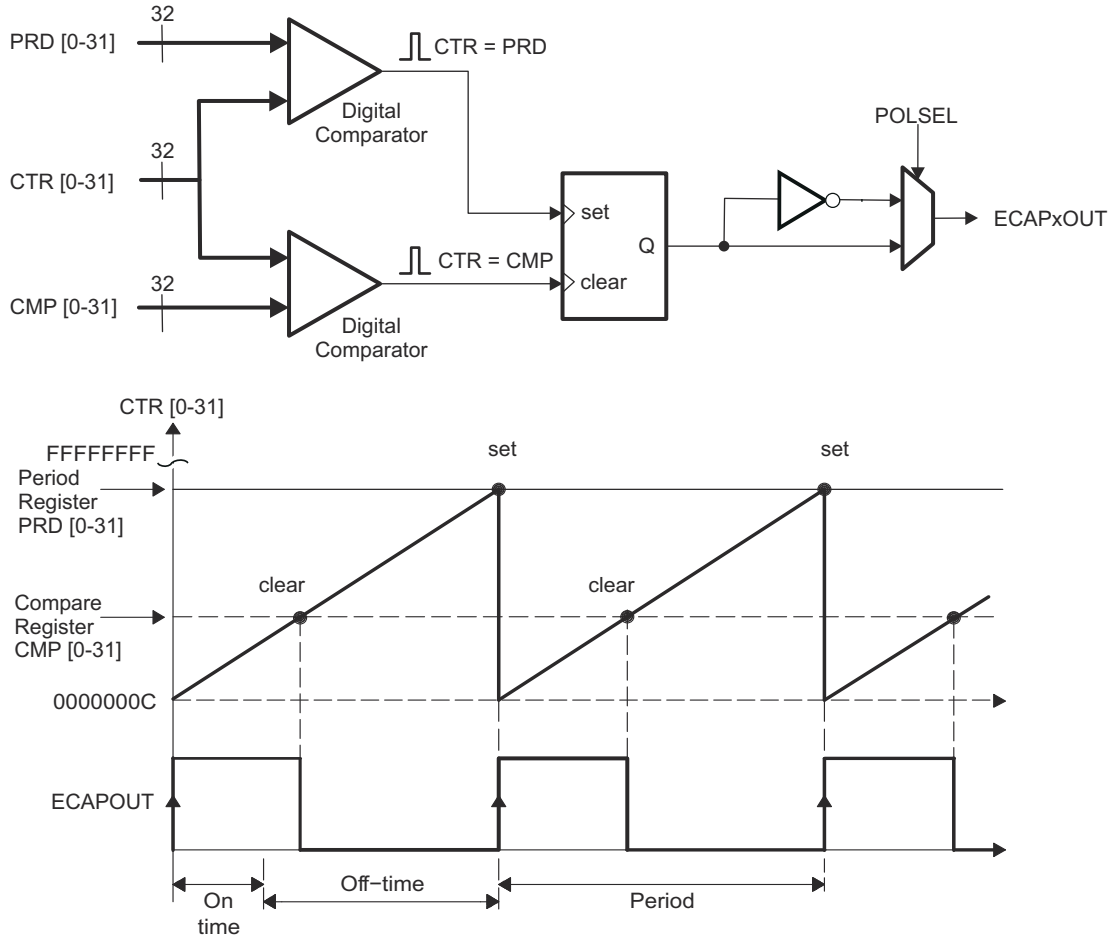 32
PRD [0-31]
CTR = PRD
Digital
Comparator
POLSEL
32
CTR [0-31]
set
Q
ECAPxOUT
CTR = CMP
clear
32
CMP [0-31]
Digital
Comparator
CTR [0-31]
FFFFFFFF
set
set
Period
Register
PRD [0-31]
clear
clear
Compare
Register
CMP [0-31]
0000000C
ECAPOUT
On
time
Off−time
Period